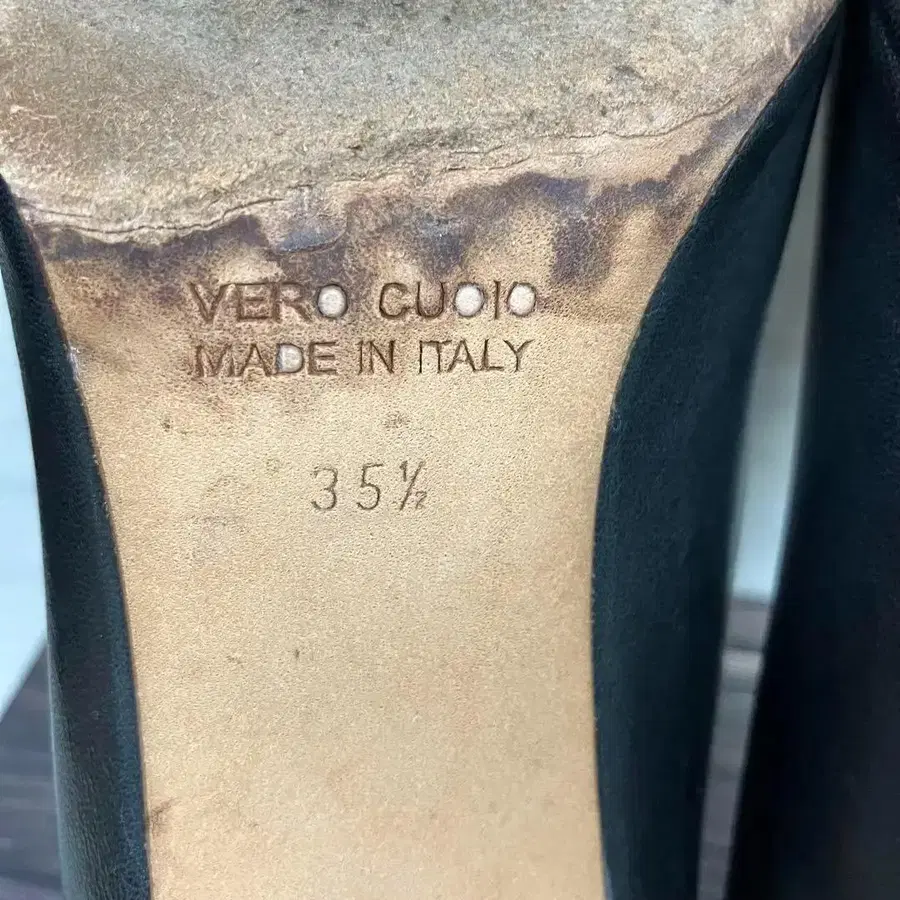 VERO CUOIO
MADE IN ITALY
35½